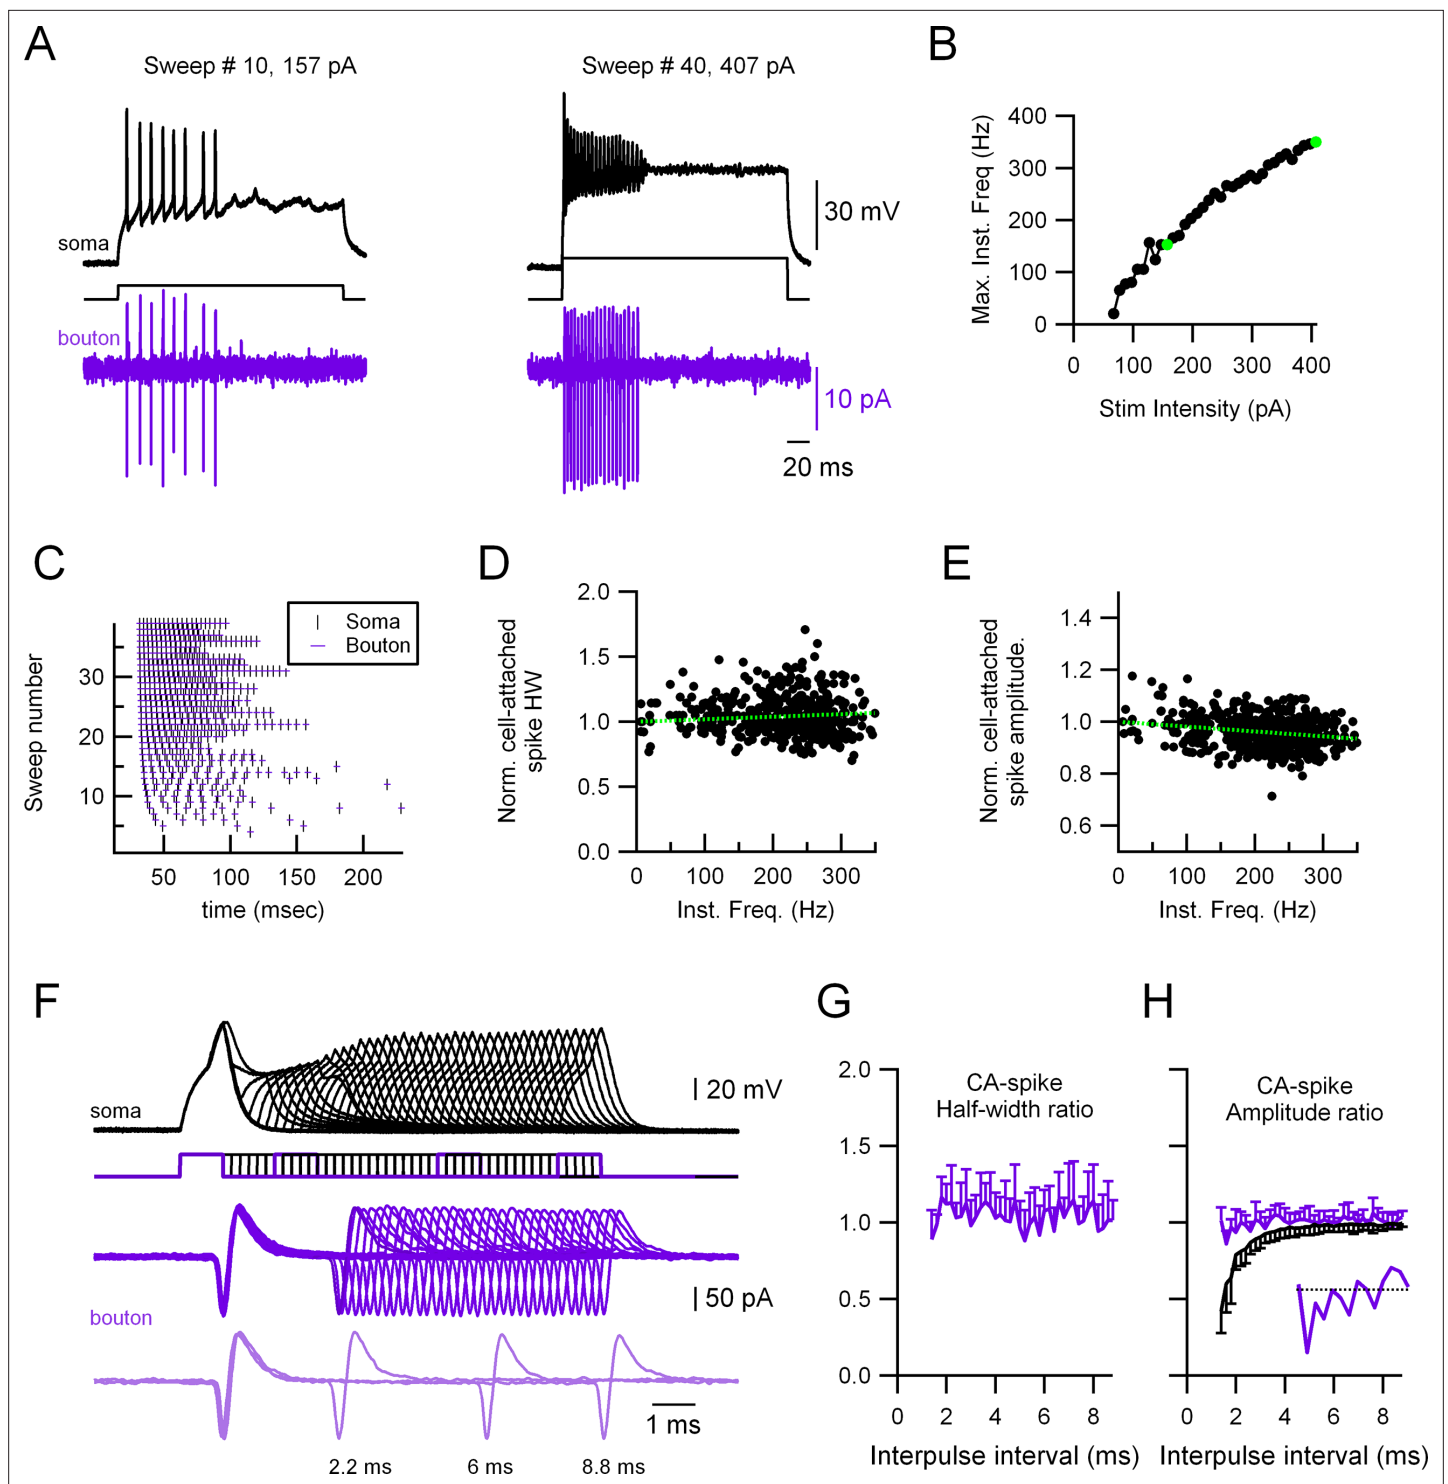 A
Sweep # 10, 157 pA
Sweep # 40, 407 pA
soma
bouton
30 mV
10 pA
20 ms
B
Max. Inst. Freq (Hz)
400
300
200
100
0
0 100 200 300 400
Stim Intensity (pA)
C
Soma
Bouton
Sweep number
30
20
10
50 100 150 200
time (msec)
D
Norm. cell-attached
spike HW
2.0
1.5
1.0
0.5
0.0
0 100 200 300
Inst. Freq. (Hz)
E
Norm. cell-attached
spike amplitude.
1.4
1.2
1.0
0.8
0.6
0 100 200 300
Inst. Freq. (Hz)
F
soma
20 mV
50 pA
bouton
1 ms
2.2 ms 6 ms 8.8 ms
G
CA-spike
Half-width ratio
2.0
1.5
1.0
0.5
0.0
0 2 4 6 8
Interpulse interval (ms)
H
CA-spike
Amplitude ratio
0 2 4 6 8
Interpulse interval (ms)